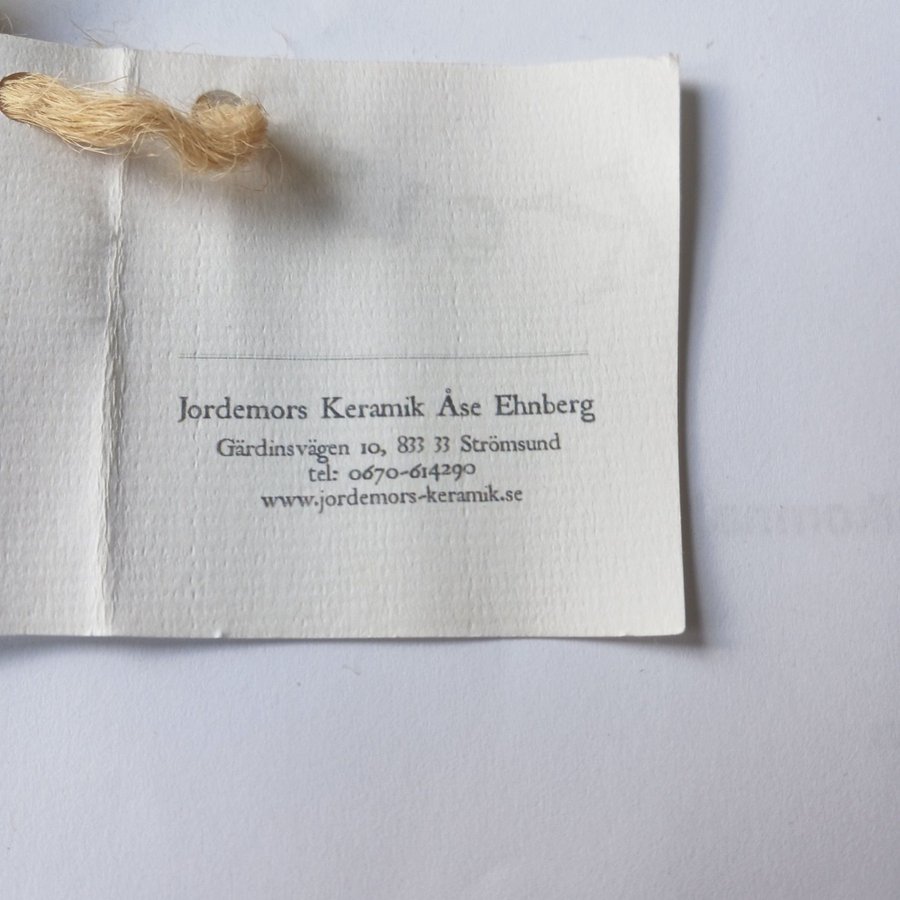 Jordemors Keramik Åse Ehnberg
Gärdinsvägen 10, 833 33 Strömsund
tel: 0670-614290
www.jordemors-keramik.se